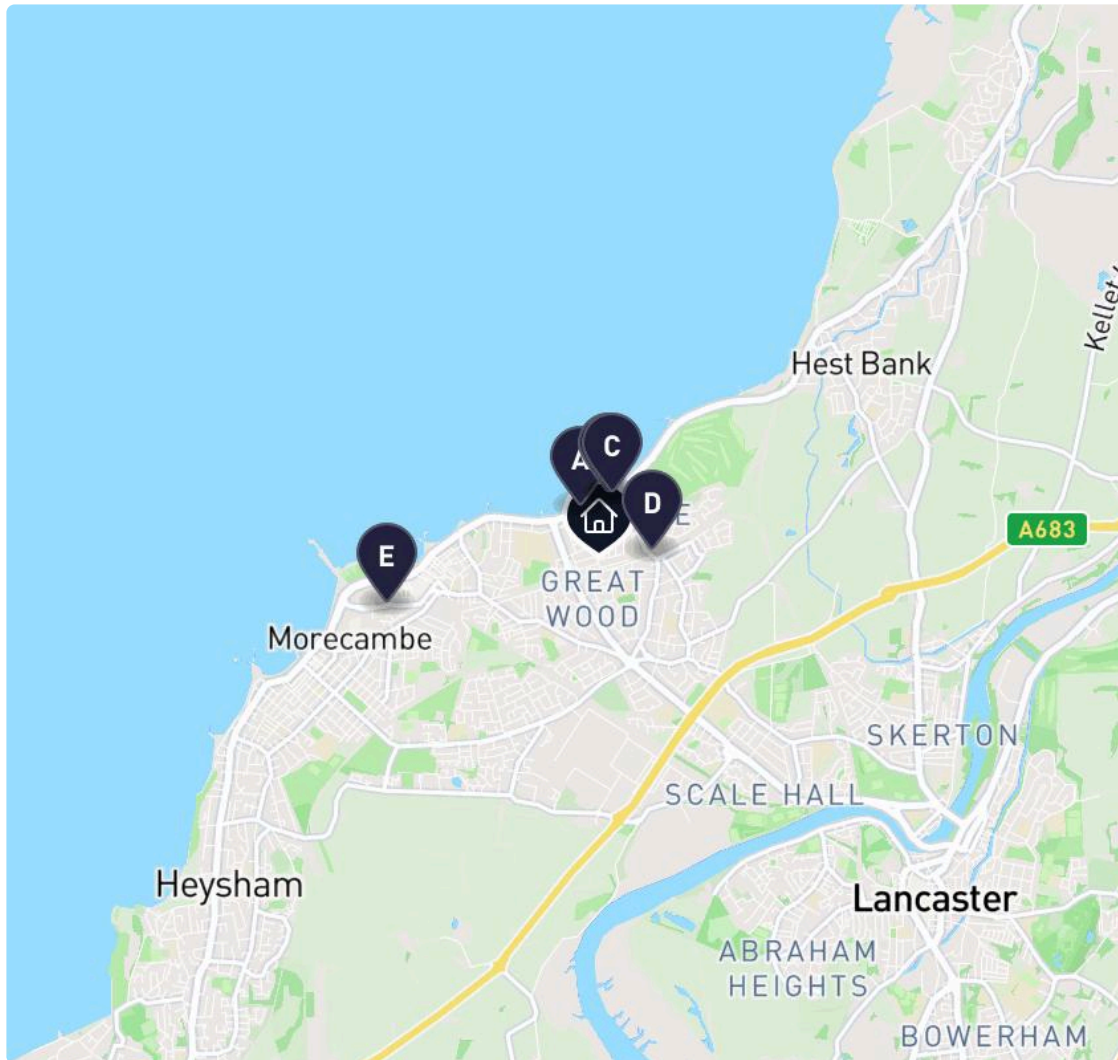 Kellet
Hest Bank
A
C
D
E
A683
E
GREAT
WOOD
Morecambe
SKERTON
SCALE HALL
Heysham
Lancaster
ABRAHAM
HEIGHTS
BOWERHAM